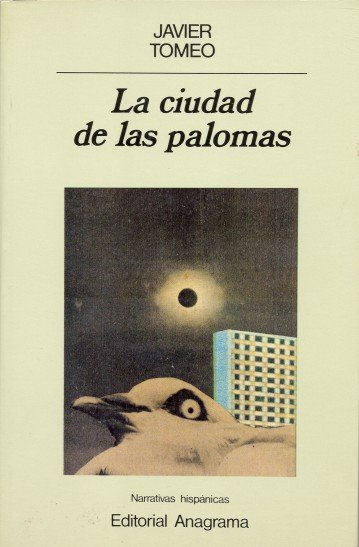 JAVIER
TOMEO
La ciudad
de las palomas
Narrativas hispánicas
Editorial Anagrama